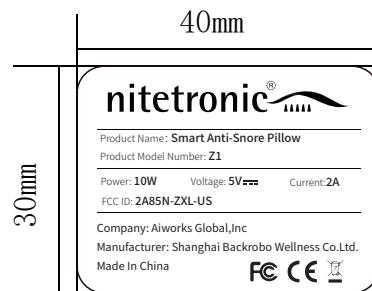 40mm
30mm
nitetronic®
Product Name: Smart Anti-Snore Pillow
Product Model Number: Z1
Power: 10W Voltage: 5V Current:2A
FCC ID: 2A85N-ZXL-US
Company: Aiworks Global,Inc
Manufacturer: Shanghai Backrobo Wellness Co.Ltd.
Made In China
FC CE